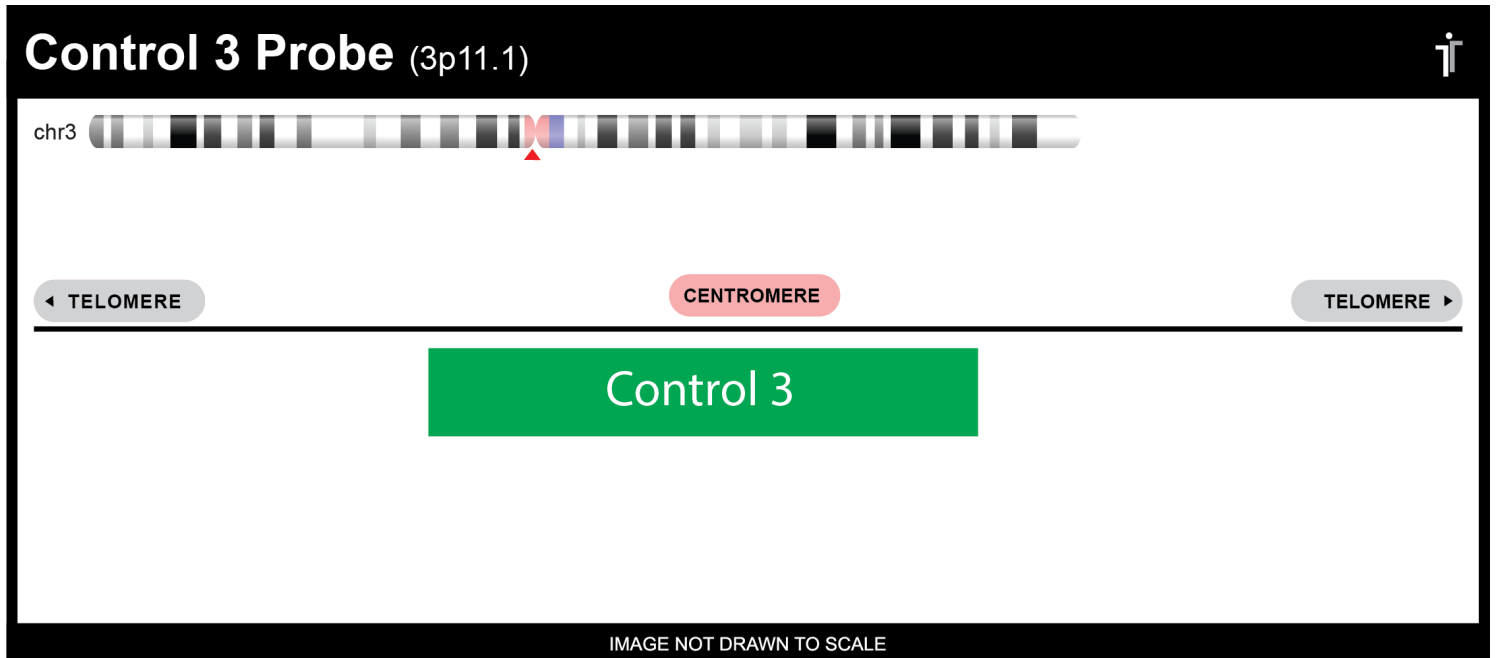 Control 3 Probe (3p11.1)
chr3
TELOMERE
CENTROMERE
TELOMERE
Control 3
IMAGE NOT DRAWN TO SCALE